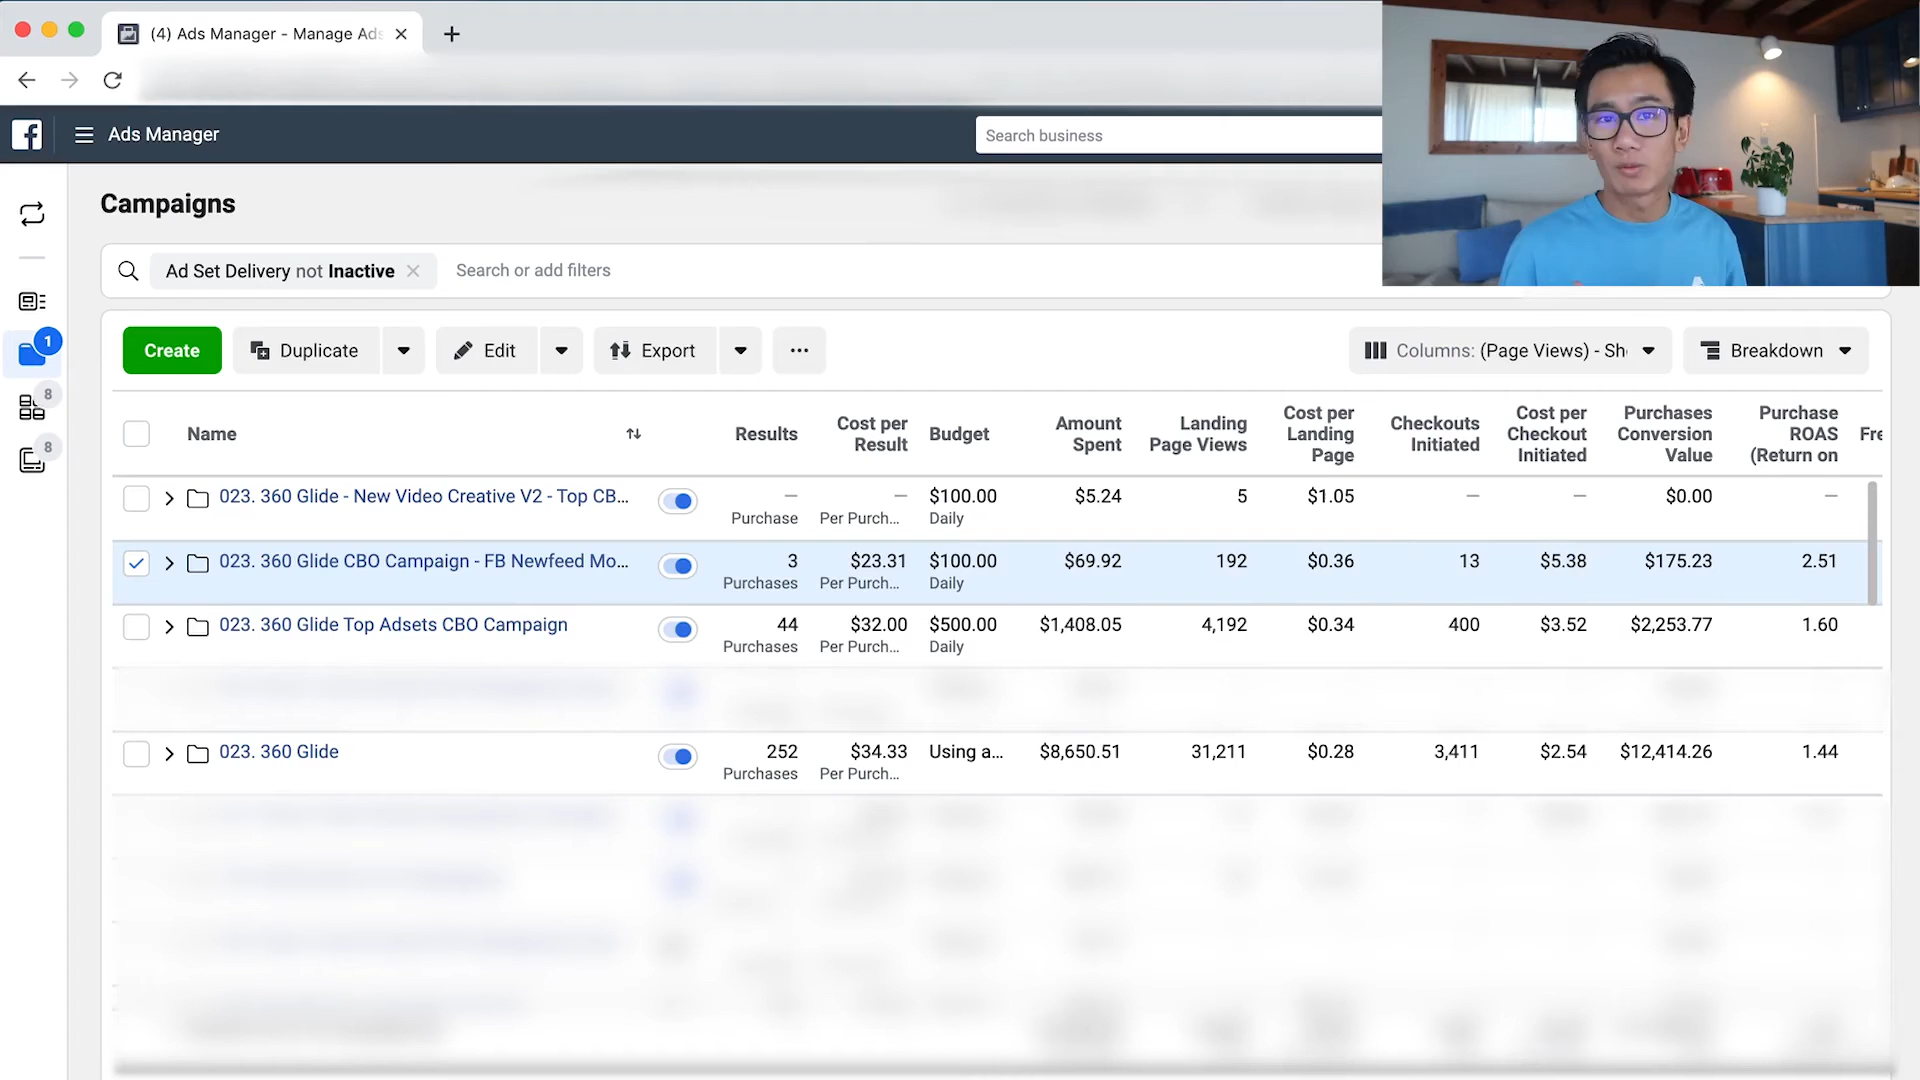 (4) Ads Manager - Manage Ads
Ads Manager
Search business
Campaigns
Ad Set Delivery not Inactive
Search or add filters
1
8
8
Create
Duplicate
Edit
Export
Columns: (Page Views) - Sh
Breakdown
Name
Results
Cost per Result
Budget
Amount Spent
Landing Page Views
Cost per Landing Page
Checkouts Initiated
Cost per Checkout Initiated
Purchases Conversion Value
Purchase ROAS (Return on
Fre
023. 360 Glide - New Video Creative V2 - Top CB... — — $100.00 $5.24 5 $1.05 — — $0.00 —
Purchase Per Purch... Daily
023. 360 Glide CBO Campaign - FB Newfeed Mo... 3 $23.31 $100.00 $69.92 192 $0.36 13 $5.38 $175.23 2.51
Purchases Per Purch... Daily
023. 360 Glide Top Adsets CBO Campaign 44 $32.00 $500.00 $1,408.05 4,192 $0.34 400 $3.52 $2,253.77 1.60
Purchases Per Purch... Daily
023. 360 Glide 252 $34.33 Using a... $8,650.51 31,211 $0.28 3,411 $2.54 $12,414.26 1.44
Purchases Per Purch...